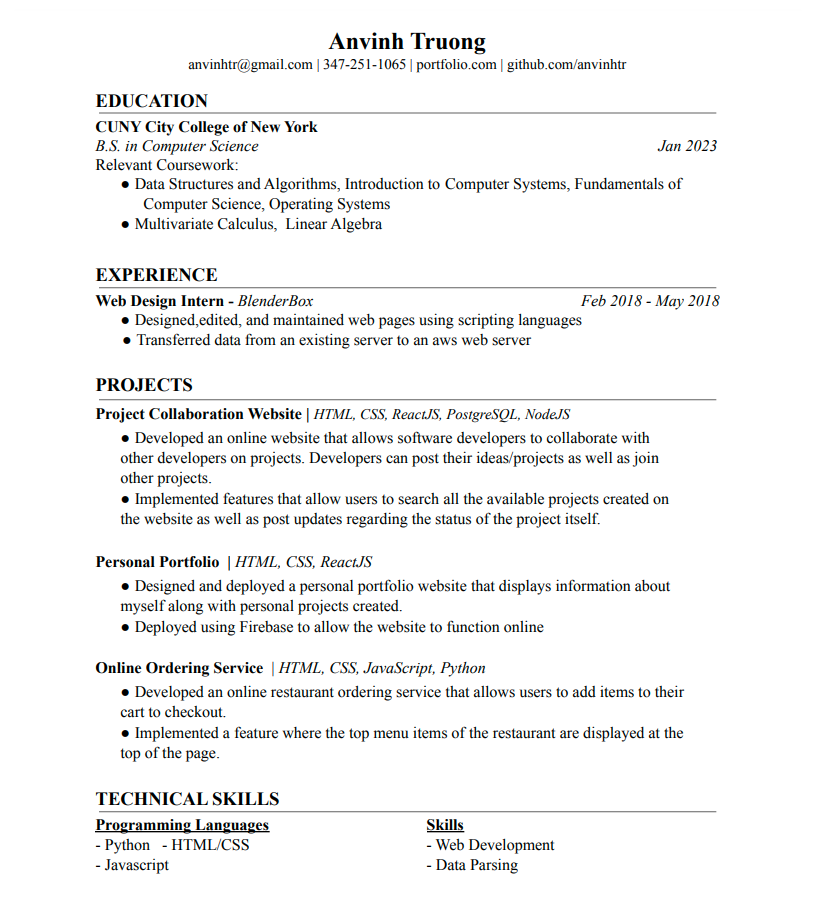 Anvinh Truong
anvinhtr@gmail.com | 347-251-1065 | portfolio.com | github.com/anvinhtr
EDUCATION
CUNY City College of New York
B.S. in Computer Science Jan 2023
Relevant Coursework:
● Data Structures and Algorithms, Introduction to Computer Systems, Fundamentals of
Computer Science, Operating Systems
● Multivariate Calculus,  Linear Algebra
EXPERIENCE
Web Design Intern - BlenderBox Feb 2018 - May 2018
● Designed,edited, and maintained web pages using scripting languages
● Transferred data from an existing server to an aws web server
PROJECTS
Project Collaboration Website | HTML, CSS, ReactJS, PostgreSQL, NodeJS
● Developed an online website that allows software developers to collaborate with
other developers on projects. Developers can post their ideas/projects as well as join
other projects.
● Implemented features that allow users to search all the available projects created on
the website as well as post updates regarding the status of the project itself.
Personal Portfolio  | HTML, CSS, ReactJS
● Designed and deployed a personal portfolio website that displays information about
myself along with personal projects created.
● Deployed using Firebase to allow the website to function online
Online Ordering Service  | HTML, CSS, JavaScript, Python
● Developed an online restaurant ordering service that allows users to add items to their
cart to checkout.
● Implemented a feature where the top menu items of the restaurant are displayed at the
top of the page.
TECHNICAL SKILLS
Programming Languages Skills
- Python   - HTML/CSS - Web Development
- Javascript - Data Parsing